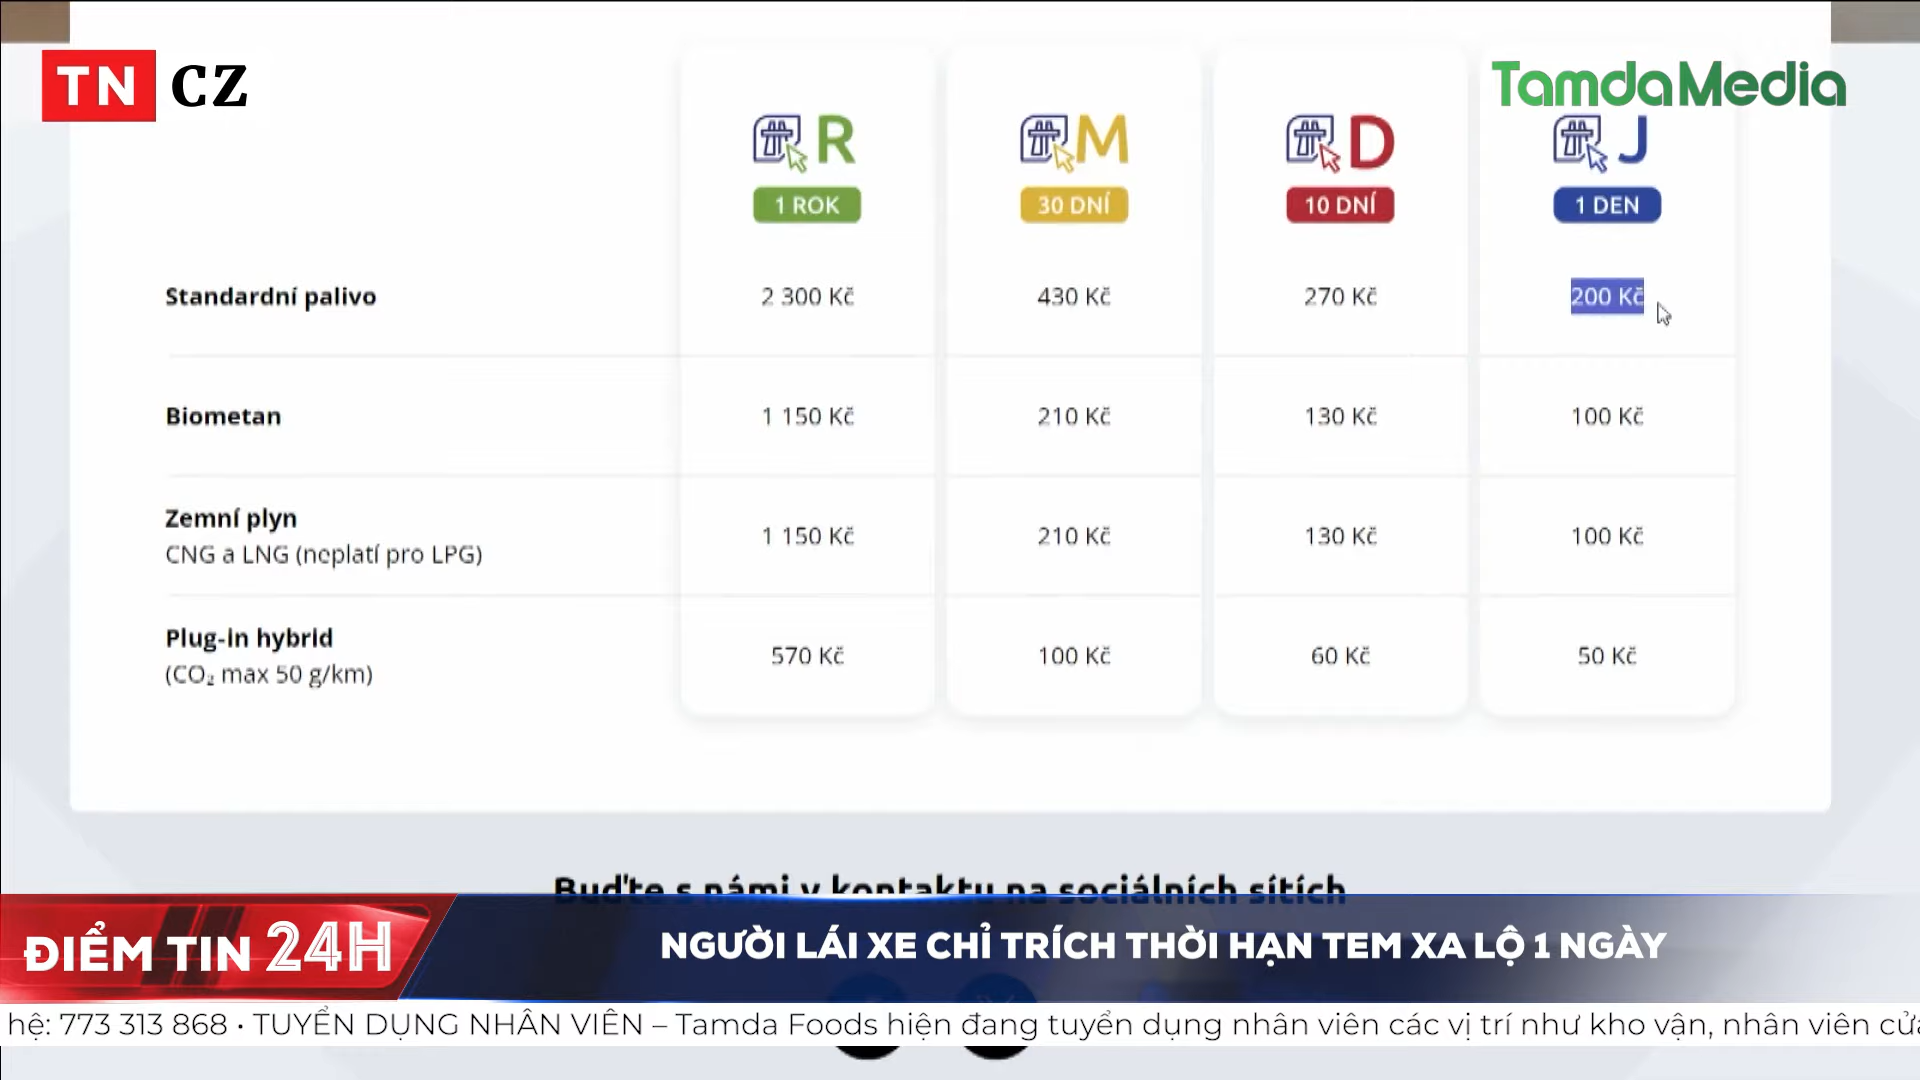 TN CZ
TamdaMedia
R
M
D
J
1 ROK
30 DNÍ
10 DNÍ
1 DEN
Standardní palivo
2 300 Kč
430 Kč
270 Kč
200 Kč
Biometan
1 150 Kč
210 Kč
130 Kč
100 Kč
Zemní plyn
CNG a LNG (neplatí pro LPG)
1 150 Kč
210 Kč
130 Kč
100 Kč
Plug-in hybrid
(CO₂ max 50 g/km)
570 Kč
100 Kč
60 Kč
50 Kč
Buďte s námi v kontaktu na sociálních sítích
ĐIỂM TIN 24H
NGƯỜI LÁI XE CHỈ TRÍCH THỜI HẠN TEM XA LỘ 1 NGÀY
hệ: 773 313 868 • TUYỂN DỤNG NHÂN VIÊN – Tamda Foods hiện đang tuyển dụng nhân viên các vị trí như kho vận, nhân viên cửa